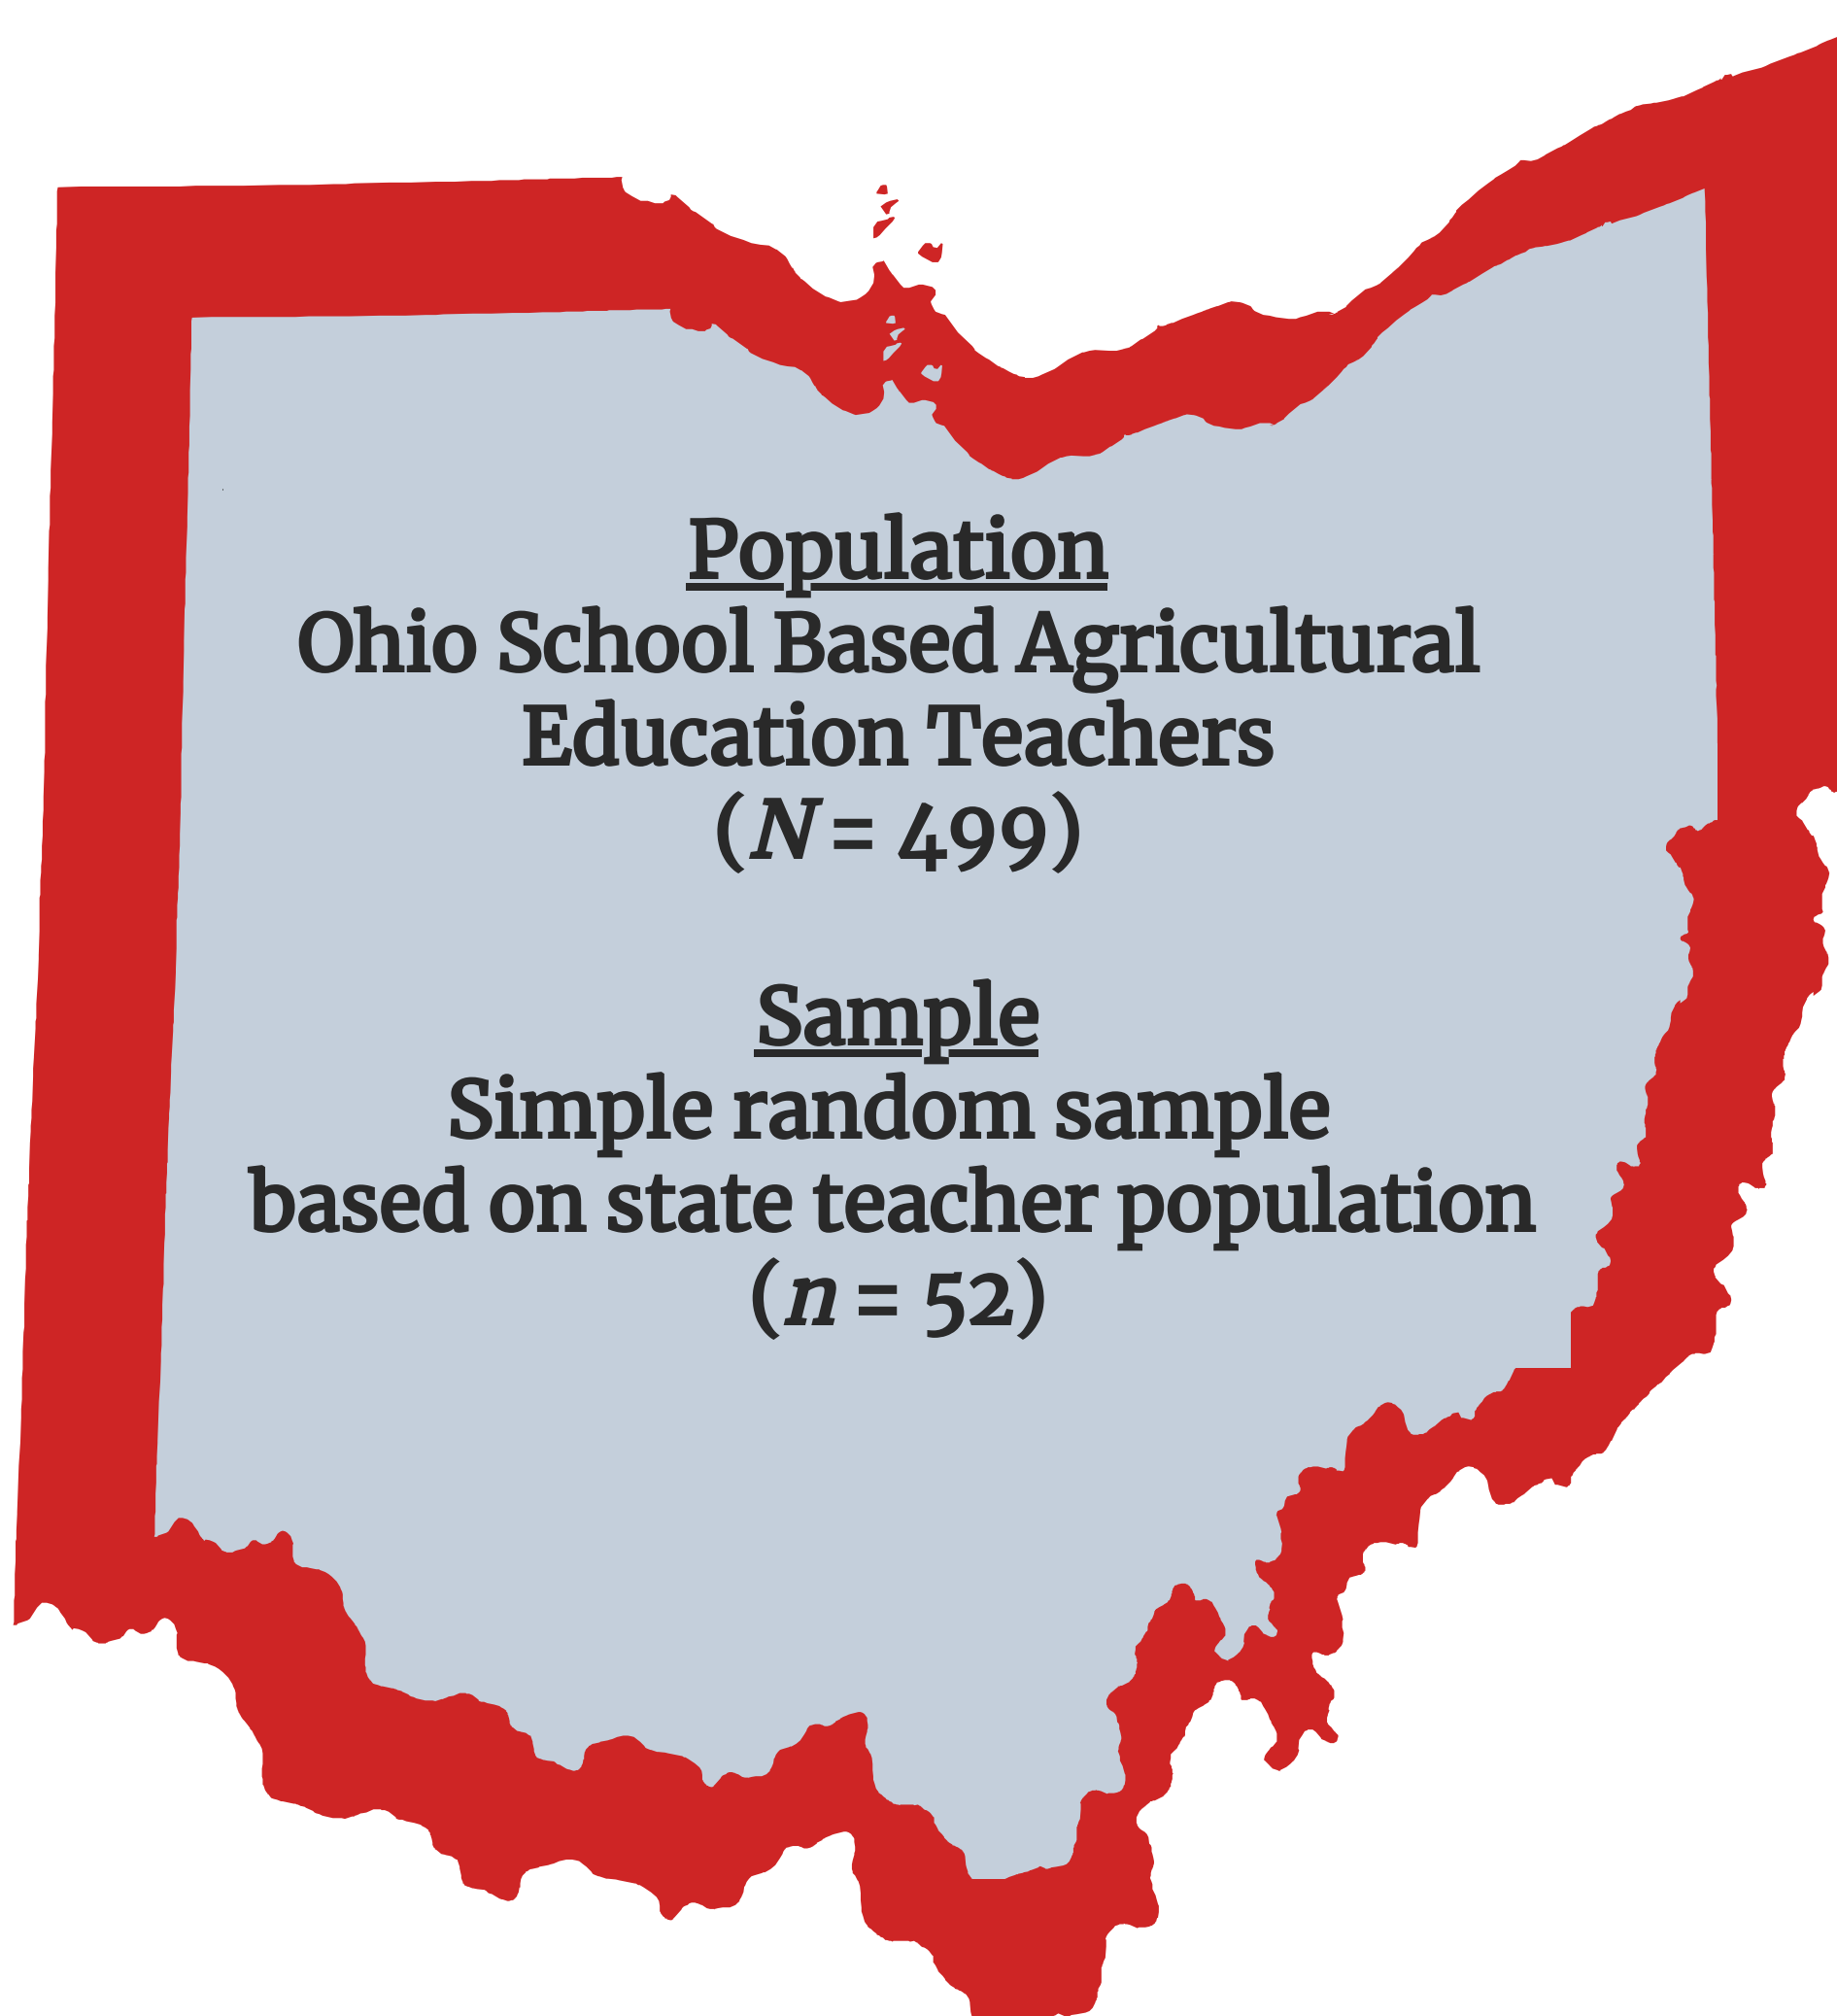 Population
Ohio School Based Agricultural
Education Teachers
(N = 499)
Sample
Simple random sample
based on state teacher population
(n = 52)